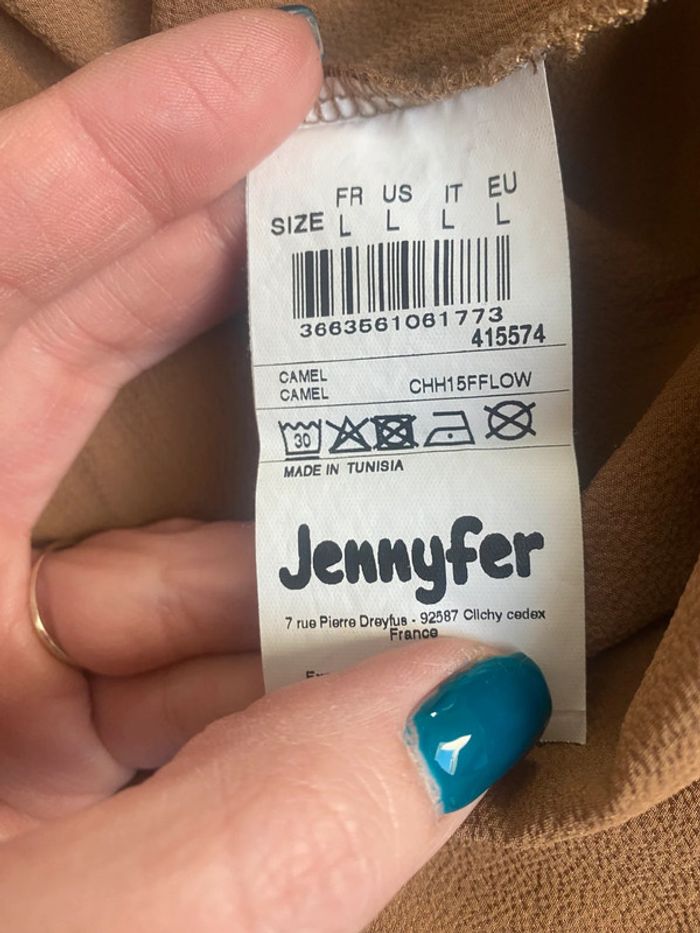 FR US IT EU
SIZE L L L L
3663561061773
415574
CAMEL
CAMEL CHH15FFLOW
30
MADE IN TUNISIA
Jennyfer
7 rue Pierre Dreyfus - 92587 Clichy cedex
France